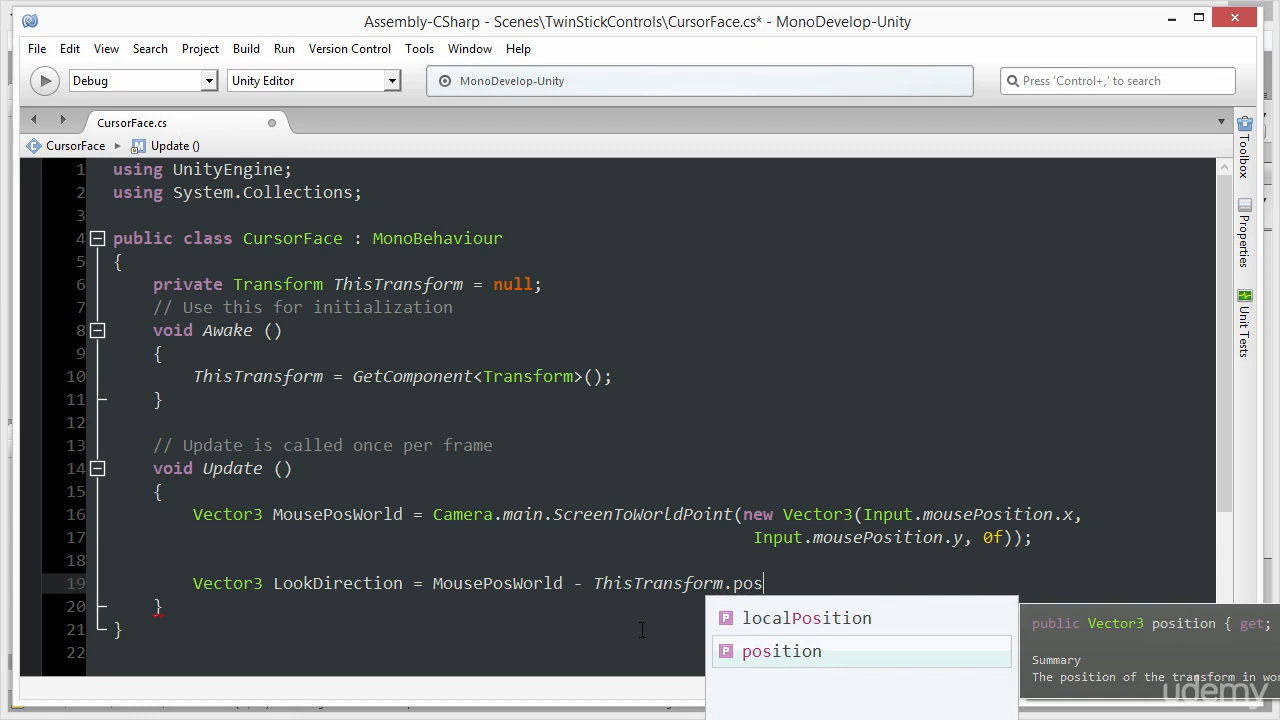 Assembly-CSharp - Scenes\TwinStickControls\CursorFace.cs* - MonoDevelop-Unity
File Edit View Search Project Build Run Version Control Tools Window Help
Debug Unity Editor MonoDevelop-Unity Press 'Control+,' to search
CursorFace.cs
CursorFace Update ()
1 using UnityEngine;
2 using System.Collections;
3
4 public class CursorFace : MonoBehaviour
5 {
6 private Transform ThisTransform = null;
7 // Use this for initialization
8 void Awake ()
9 {
10 ThisTransform = GetComponent<Transform>();
11 }
12
13 // Update is called once per frame
14 void Update ()
15 {
16 Vector3 MousePosWorld = Camera.main.ScreenToWorldPoint(new Vector3(Input.mousePosition.x,
17 Input.mousePosition.y, 0f));
18
19 Vector3 LookDirection = MousePosWorld - ThisTransform.pos
20 }
21 }
22
localPosition
position
public Vector3 position { get;
Summary
The position of the transform in wor
Toolbox
Properties
Unit Tests
udemy